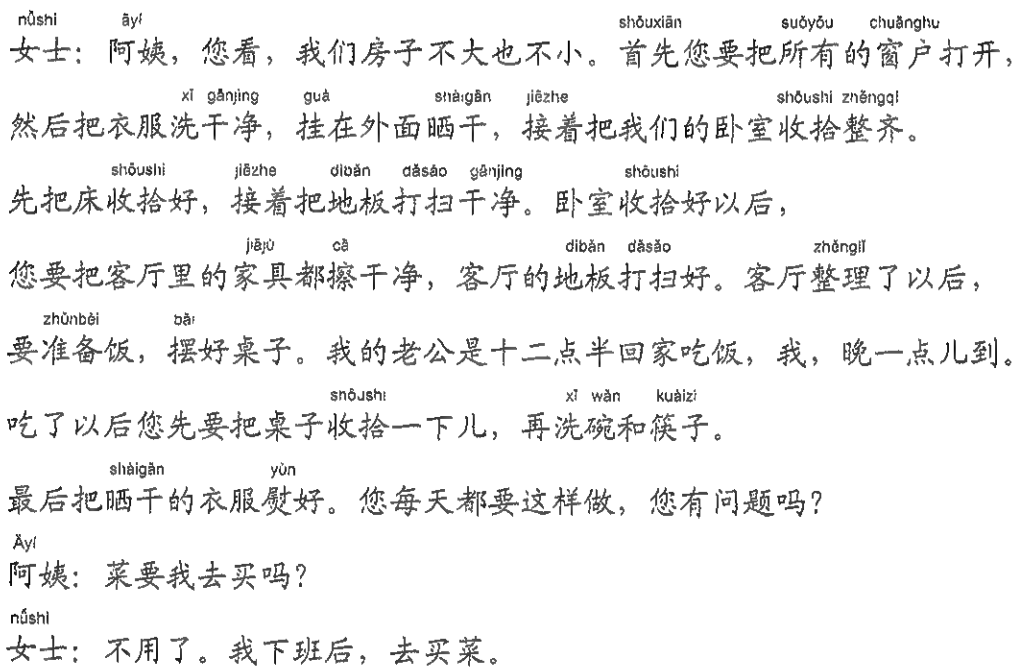 nǚshì āyí shǒuxiān suǒyǒu chuānghu
女士：阿姨，您看，我们房子不大也不小。首先您要把所有的窗户打开，
xǐ gānjìng guà shàigān jiēzhe shōushi zhěngqí
然后把衣服洗干净，挂在外面晒干，接着把我们的卧室收拾整齐。
shōushi jiēzhe dìbǎn dǎsǎo gānjìng shōushi
先把床收拾好，接着把地板打扫干净。卧室收拾好以后，
jiājù cā dìbǎn dǎsǎo zhěnglǐ
您要把客厅里的家具都擦干净，客厅的地板打扫好。客厅整理了以后，
zhǔnbèi bǎi
要准备饭，摆好桌子。我的老公是十二点半回家吃饭，我，晚一点儿到。
shōushi xǐ wǎn kuàizi
吃了以后您先要把桌子收拾一下儿，再洗碗和筷子。
shàigān yùn
最后把晒干的衣服熨好。您每天都要这样做，您有问题吗？
Āyí
阿姨：菜要我去买吗？
nǚshì
女士：不用了。我下班后，去买菜。